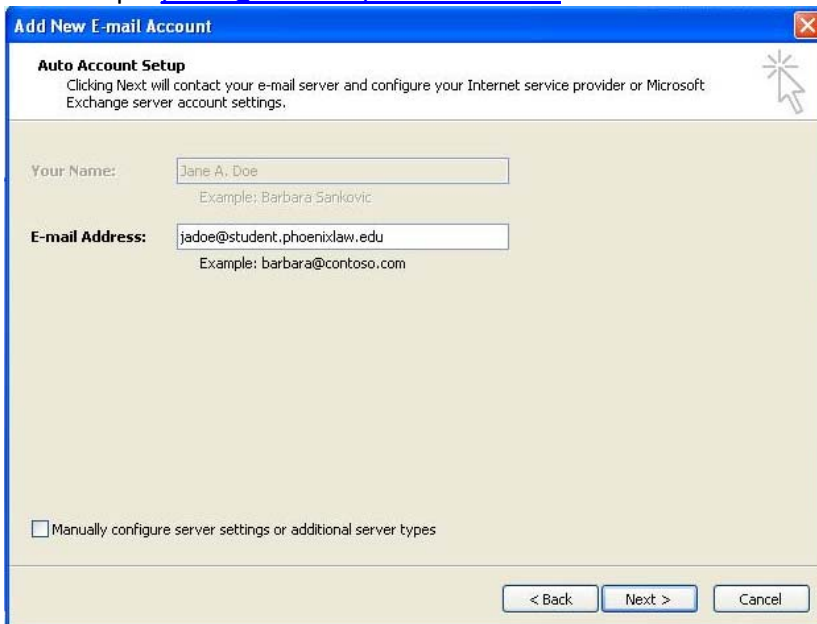 Add New E-mail Account
Auto Account Setup
Clicking Next will contact your e-mail server and configure your Internet service provider or Microsoft
Exchange server account settings.
Your Name:
Jane A. Doe
Example: Barbara Sankovic
E-mail Address:
jadoe@student.phoenixlaw.edu
Example: barbara@contoso.com
Manually configure server settings or additional server types
< Back
Next >
Cancel